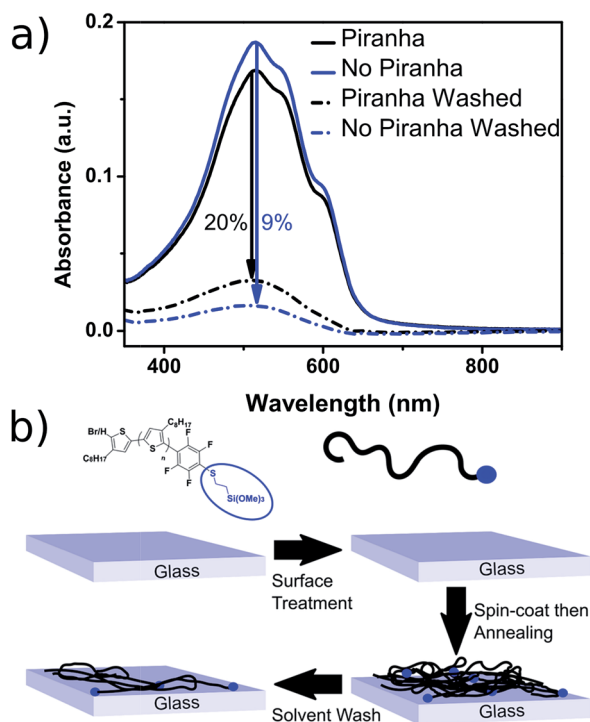 a)
0.2
0.1
0.0
Absorbance (a.u.)
Piranha
No Piranha
Piranha Washed
No Piranha Washed
20%
9%
400
600
800
Wavelength (nm)
b)
Br/H
S
C8H17
S
n
C8H17
F
F
F
F
S
Si(OMe)3
Glass
Surface
Treatment
Glass
Spin-coat then
Annealing
Glass
Solvent Wash
Glass